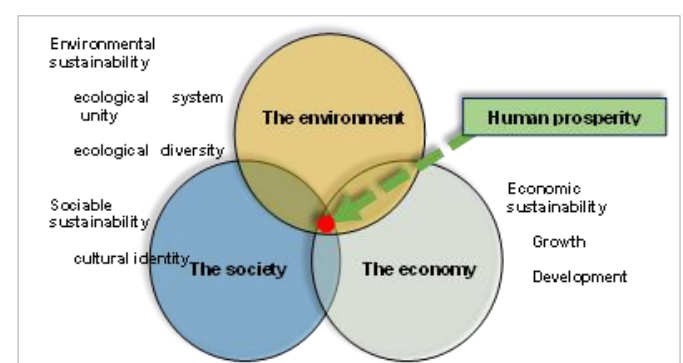 Environmental
sustainability
ecological system
unity
ecological diversity
The environment
Human prosperity
Sociable
sustainability
cultural identity
The society
The economy
Economic
sustainability
Growth
Development